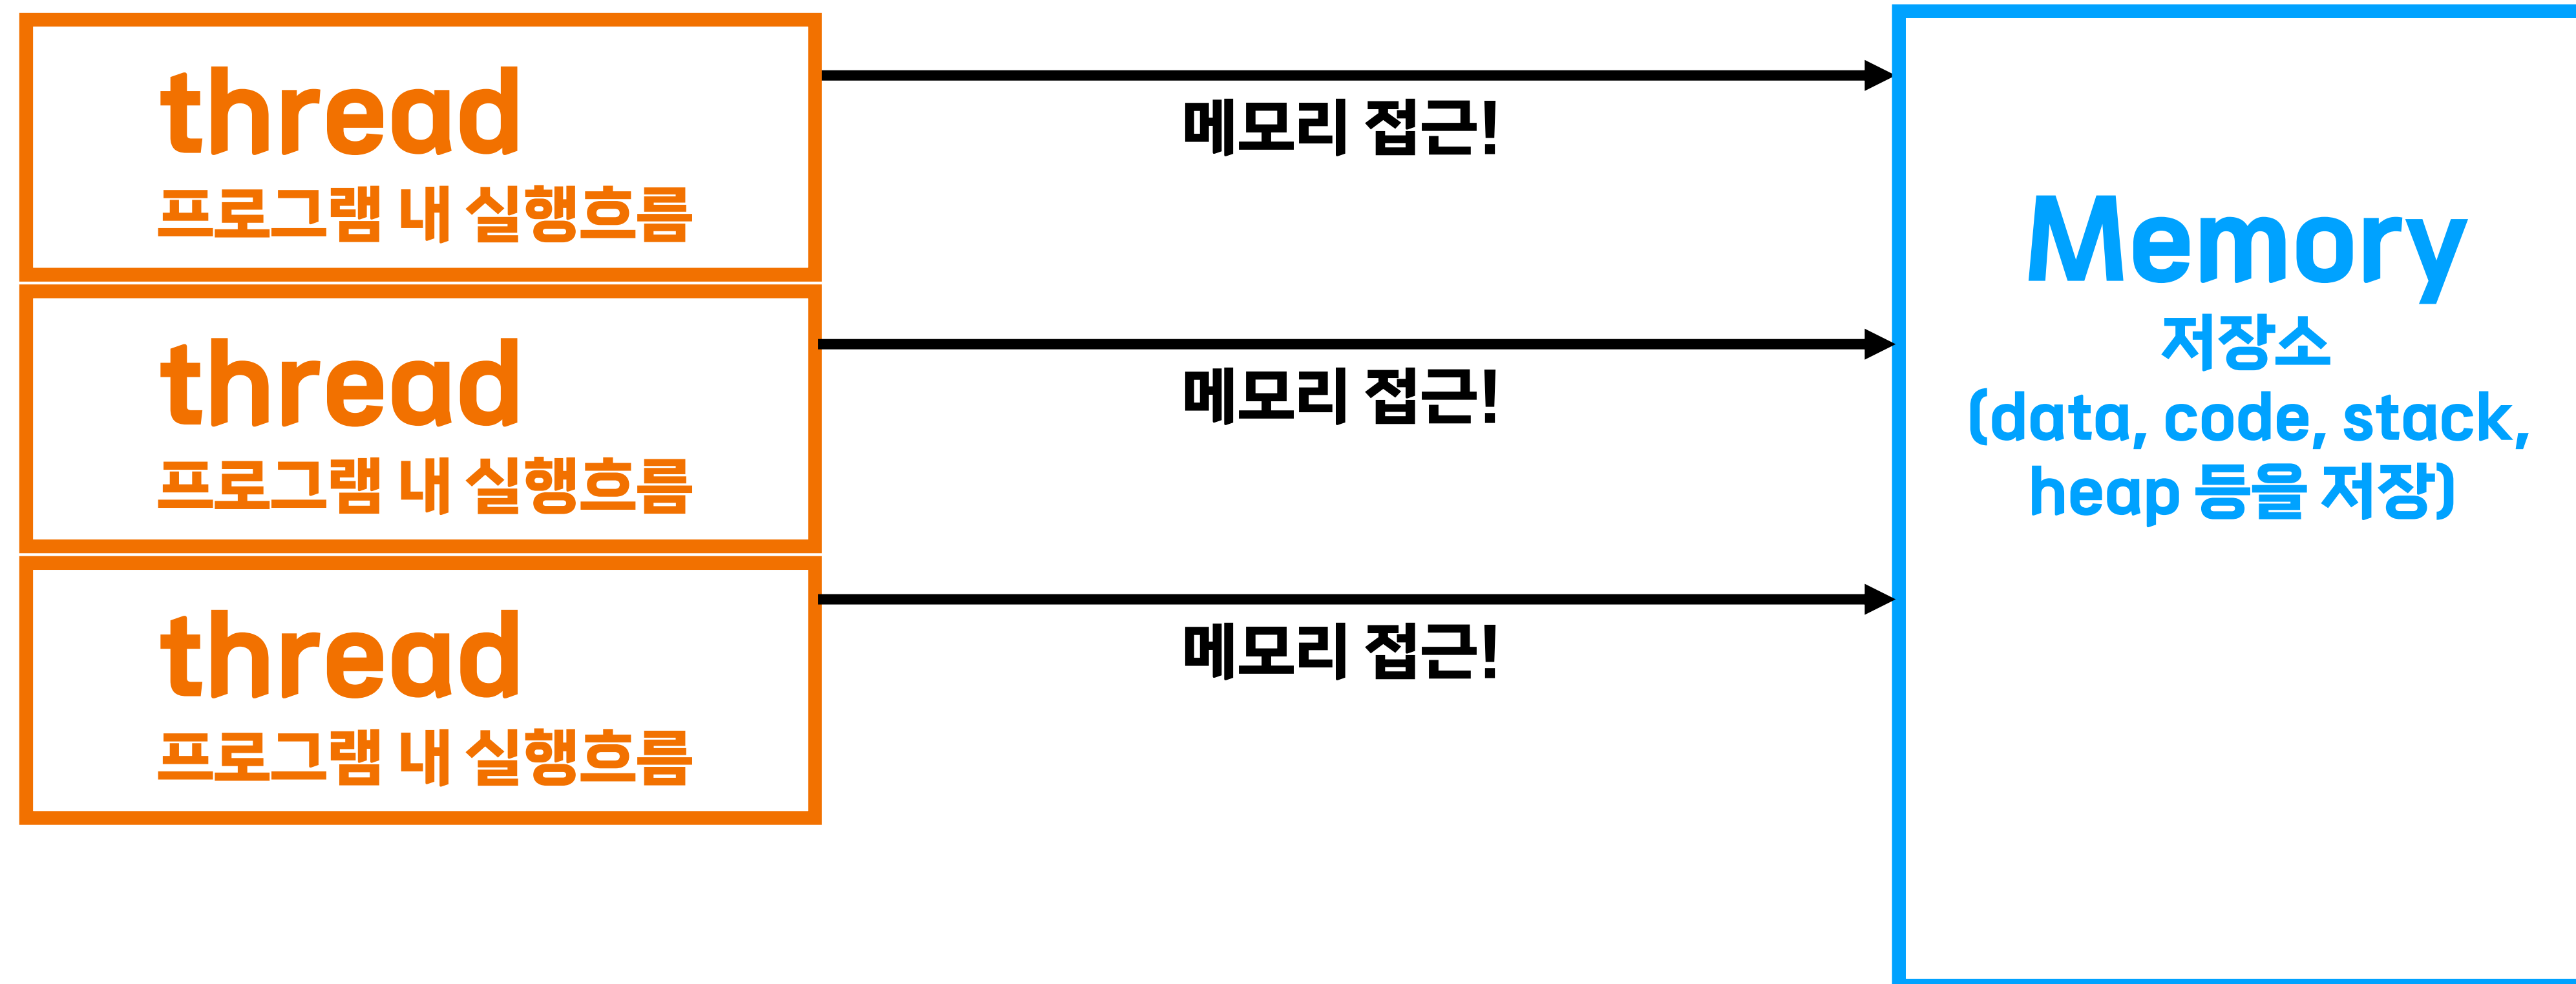 thread
프로그램 내 실행흐름
메모리 접근!
thread
프로그램 내 실행흐름
메모리 접근!
thread
프로그램 내 실행흐름
메모리 접근!
Memory
저장소
(data, code, stack,
heap 등을 저장)